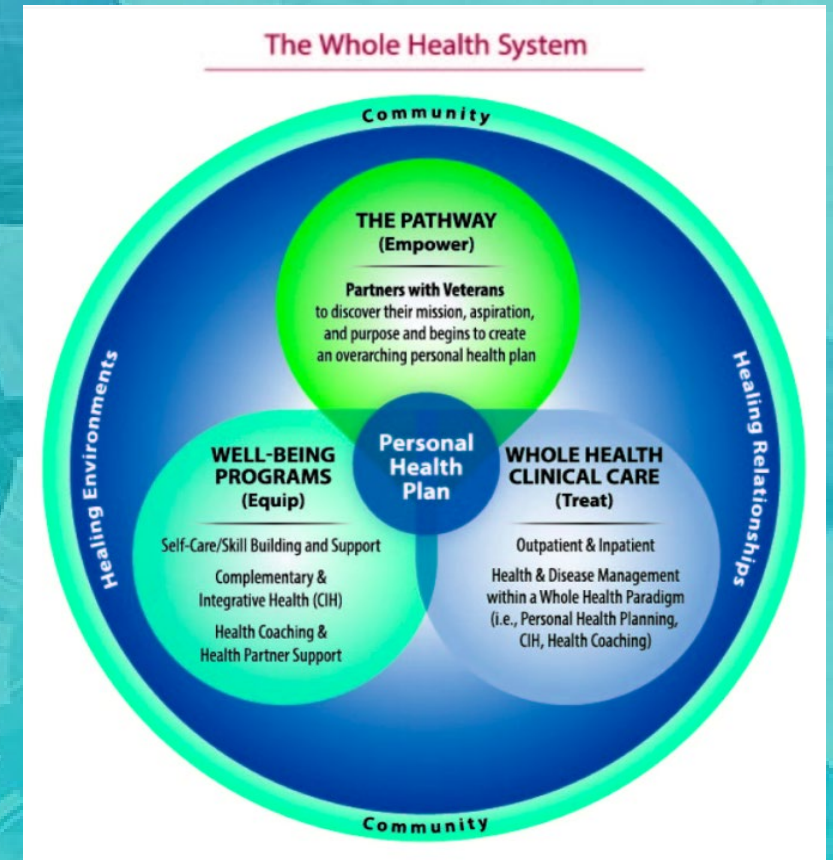 The Whole Health System
Community
THE PATHWAY
(Empower)
Partners with Veterans
to discover their mission, aspiration,
and purpose and begins to create
an overarching personal health plan
Healing Environments
Healing Relationships
Personal
Health
Plan
WELL-BEING
PROGRAMS
(Equip)
Self-Care/Skill Building and Support
Complementary &
Integrative Health (CIH)
Health Coaching &
Health Partner Support
WHOLE HEALTH
CLINICAL CARE
(Treat)
Outpatient & Inpatient
Health & Disease Management
within a Whole Health Paradigm
(i.e., Personal Health Planning,
CIH, Health Coaching)
Community